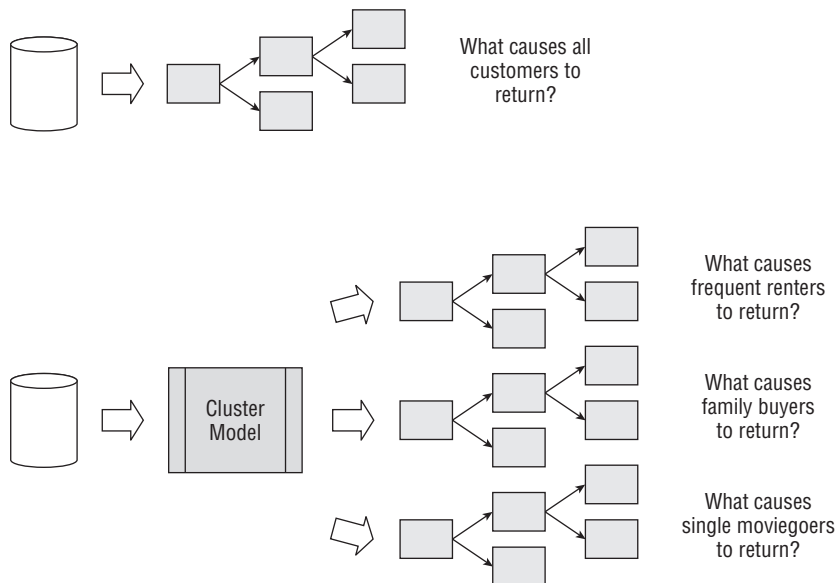 What causes all
customers to
return?
What causes
frequent renters
to return?
Cluster
Model
What causes
family buyers
to return?
What causes
single moviegoers
to return?